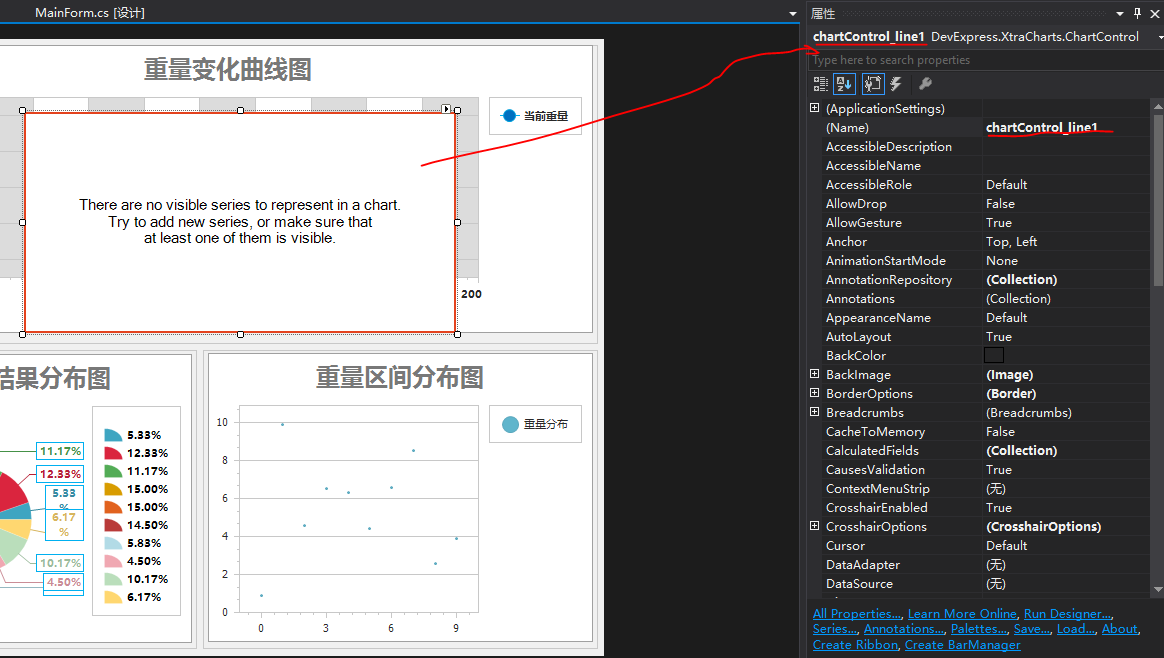 MainForm.cs [设计]
重量变化曲线图
当前重量
There are no visible series to represent in a chart.
Try to add new series, or make sure that
at least one of them is visible.
200
结果分布图
11.17%
12.33%
5.33
%
6.17
%
10.17%
4.50%
5.33%
12.33%
11.17%
15.00%
15.00%
14.50%
5.83%
4.50%
10.17%
6.17%
重量区间分布图
10
8
6
4
2
0
0
3
6
9
重量分布
属性
chartControl_line1 DevExpress.XtraCharts.ChartControl
Type here to search properties
(ApplicationSettings)
(Name) chartControl_line1
AccessibleDescription
AccessibleName
AccessibleRole Default
AllowDrop False
AllowGesture True
Anchor Top, Left
AnimationStartMode None
AnnotationRepository (Collection)
Annotations (Collection)
AppearanceName Default
AutoLayout True
BackColor
BackImage (Image)
BorderOptions (Border)
Breadcrumbs (Breadcrumbs)
CacheToMemory False
CalculatedFields (Collection)
CausesValidation True
ContextMenuStrip (无)
CrosshairEnabled True
CrosshairOptions (CrosshairOptions)
Cursor Default
DataAdapter (无)
DataSource (无)
All Properties..., Learn More Online, Run Designer...,
Series..., Annotations..., Palettes..., Save..., Load..., About,
Create Ribbon, Create BarManager